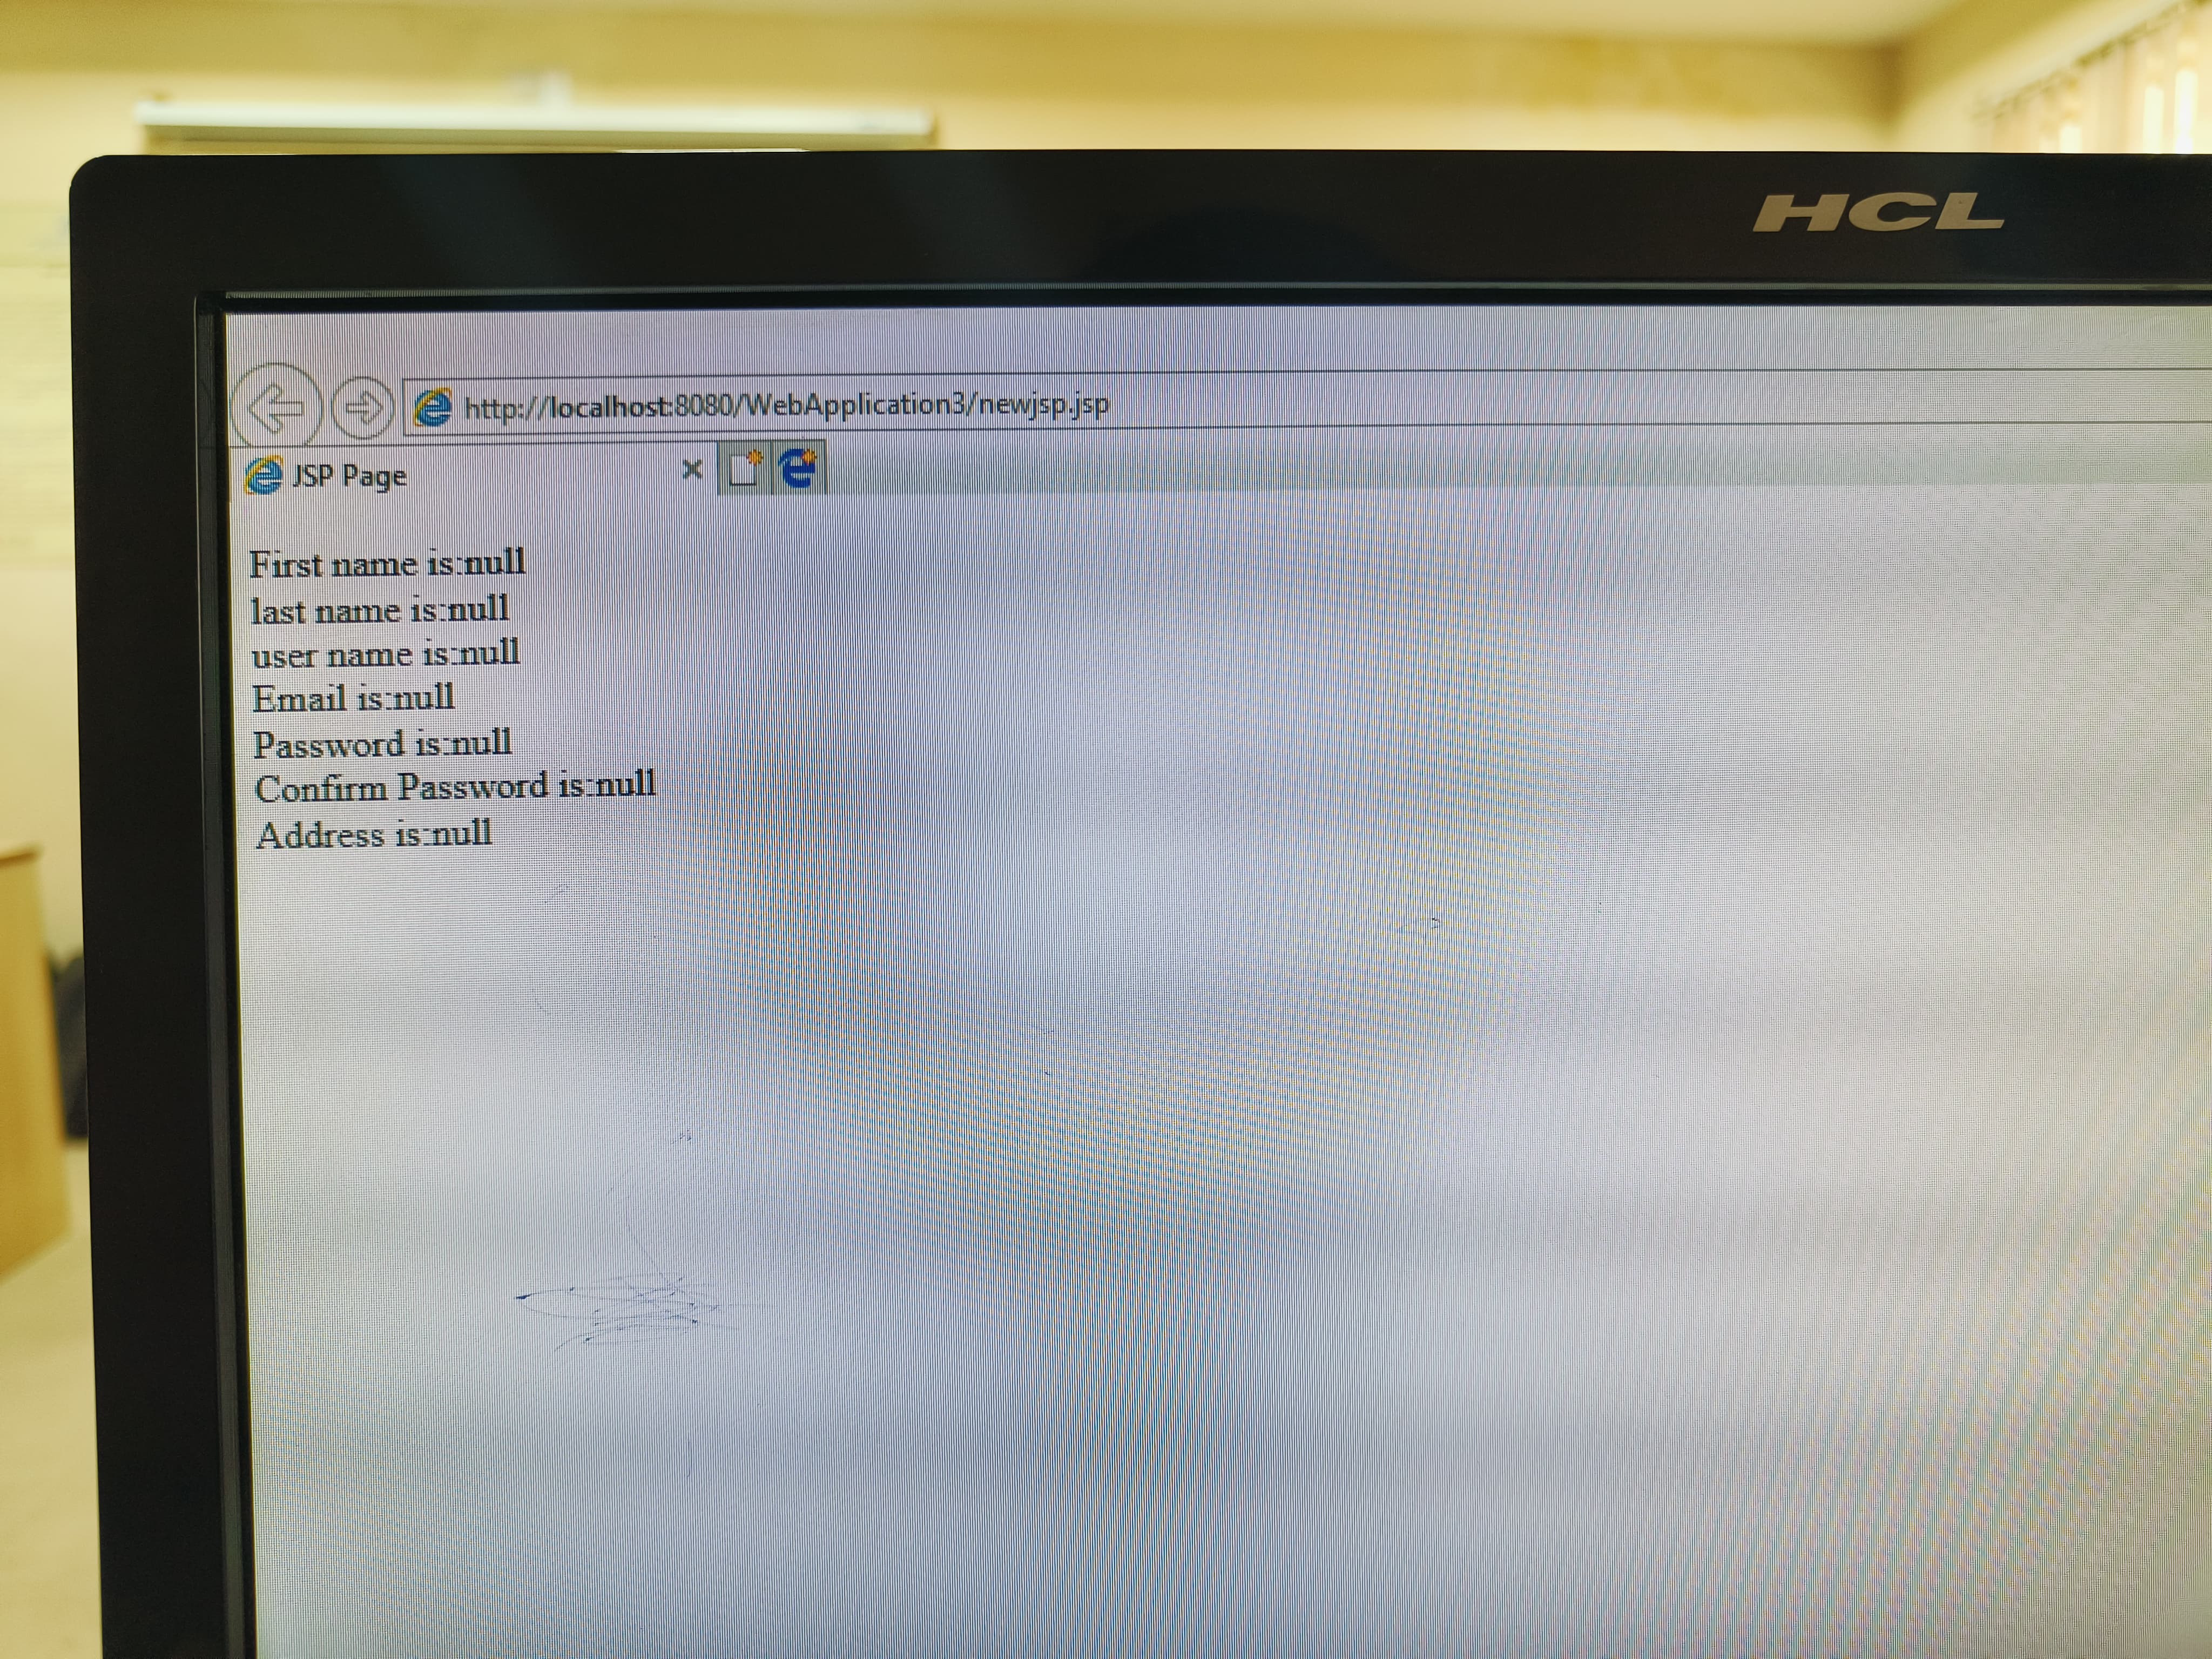 HCL
http://localhost:8080/WebApplication3/newjsp.jsp
JSP Page
First name is:null
last name is:null
user name is:null
Email is:null
Password is:null
Confirm Password is:null
Address is:null